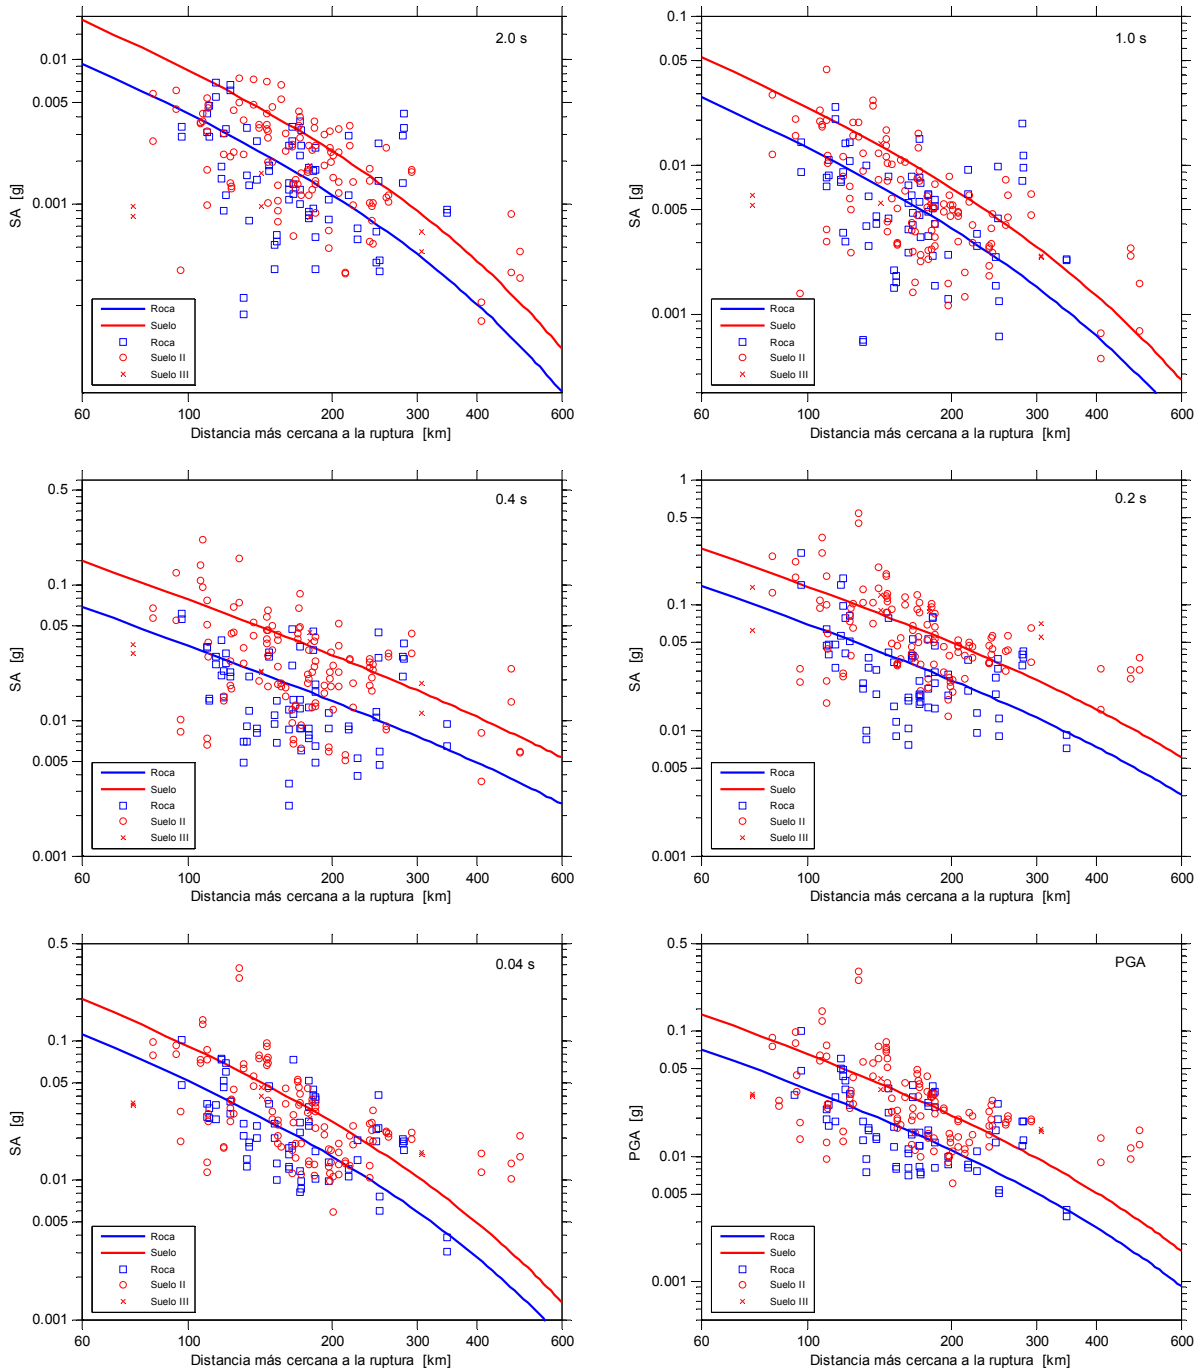 2.0 s
0.01
0.005
0.001
SA [g]
60
100
200
300
400
600
Distancia más cercana a la ruptura [km]
Roca
Suelo
Roca
Suelo II
Suelo III
1.0 s
0.1
0.05
0.01
0.005
0.001
SA [g]
60
100
200
300
400
600
Distancia más cercana a la ruptura [km]
Roca
Suelo
Roca
Suelo II
Suelo III
0.4 s
0.5
0.1
0.05
0.01
0.005
0.001
SA [g]
60
100
200
300
400
600
Distancia más cercana a la ruptura [km]
Roca
Suelo
Roca
Suelo II
Suelo III
0.2 s
1
0.5
0.1
0.05
0.01
0.005
0.001
SA [g]
60
100
200
300
400
600
Distancia más cercana a la ruptura [km]
Roca
Suelo
Roca
Suelo II
Suelo III
0.04 s
0.5
0.1
0.05
0.01
0.005
0.001
SA [g]
60
100
200
300
400
600
Distancia más cercana a la ruptura [km]
Roca
Suelo
Roca
Suelo II
Suelo III
PGA
0.5
0.1
0.05
0.01
0.005
0.001
PGA [g]
60
100
200
300
400
600
Distancia más cercana a la ruptura [km]
Roca
Suelo
Roca
Suelo II
Suelo III